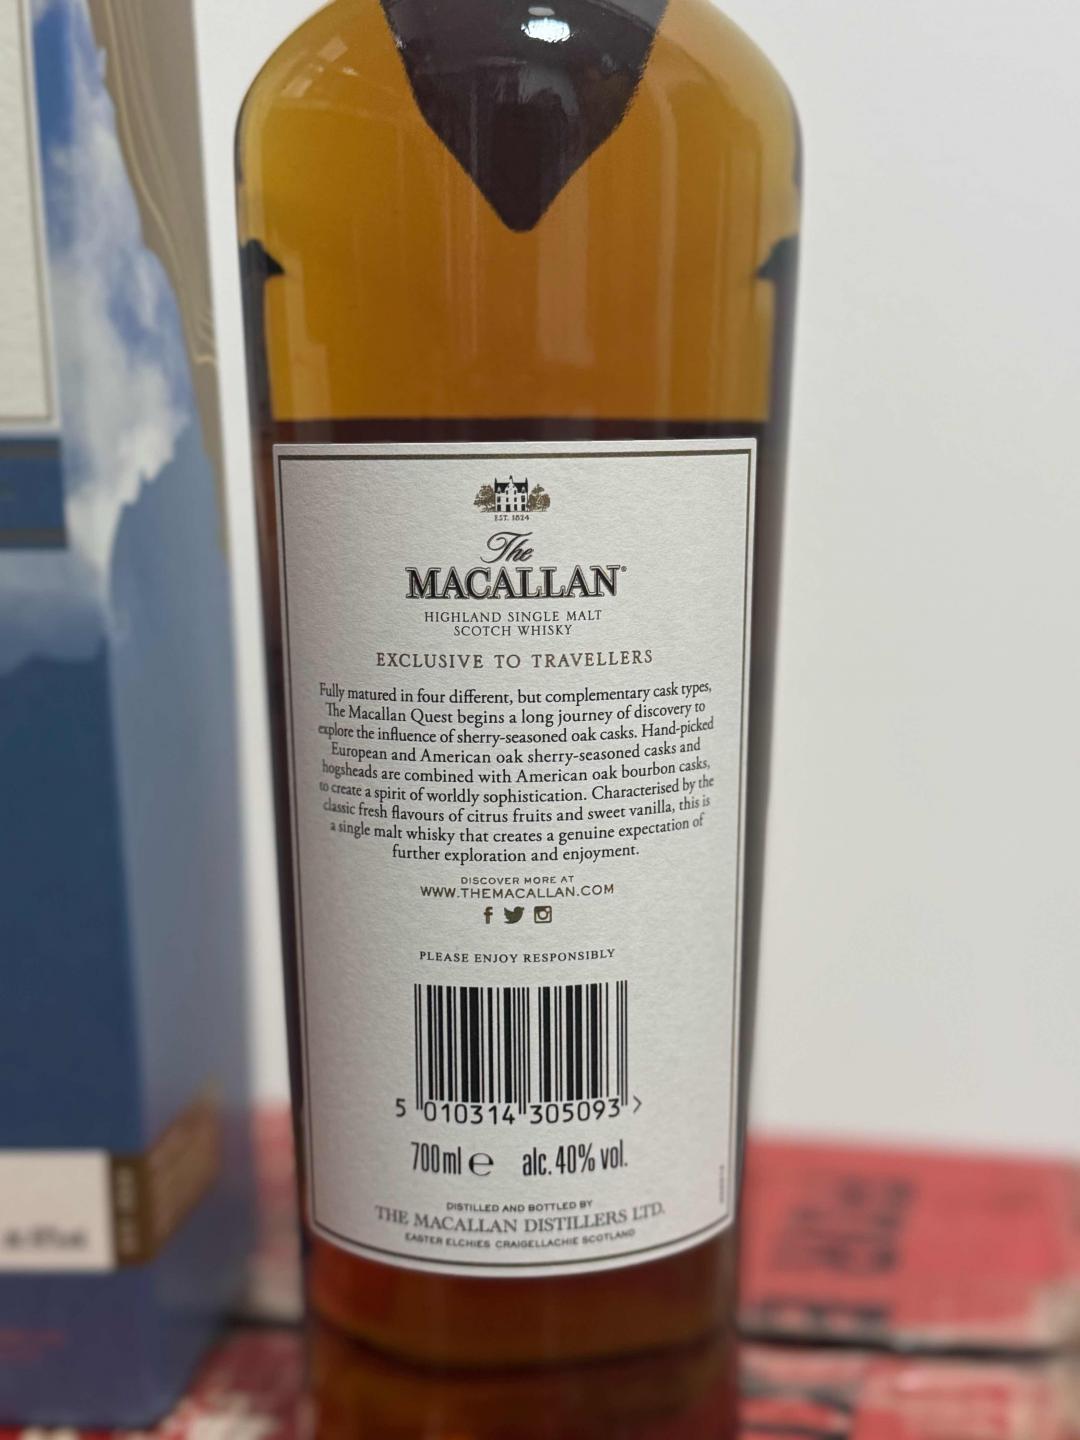 EST. 1824
The
MACALLAN®
HIGHLAND SINGLE MALT
SCOTCH WHISKY
EXCLUSIVE TO TRAVELLERS
Fully matured in four different, but complementary cask types,
The Macallan Quest begins a long journey of discovery to
explore the influence of sherry-seasoned oak casks. Hand-picked
European and American oak sherry-seasoned casks and
hogsheads are combined with American oak bourbon casks,
to create a spirit of worldly sophistication. Characterised by the
classic fresh flavours of citrus fruits and sweet vanilla, this is
a single malt whisky that creates a genuine expectation of
further exploration and enjoyment.
DISCOVER MORE AT
WWW.THEMACALLAN.COM
PLEASE ENJOY RESPONSIBLY
5 010314 305093 >
700ml e alc. 40% vol.
DISTILLED AND BOTTLED BY
THE MACALLAN DISTILLERS LTD.
EASTER ELCHIES CRAIGELLACHIE SCOTLAND